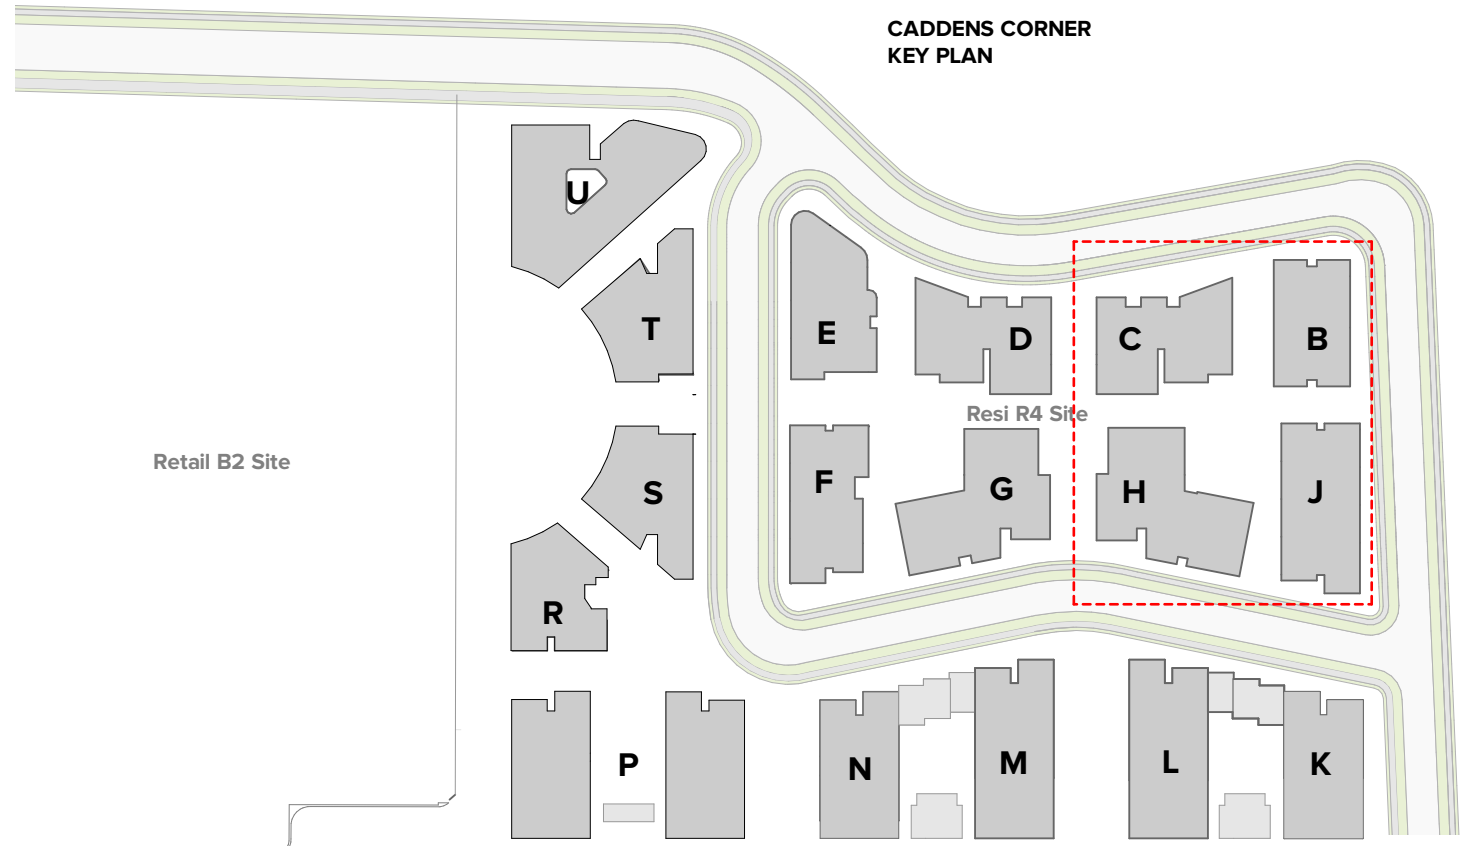 CADDENS CORNER
KEY PLAN
U
T
E
D
C
B
Resi R4 Site
Retail B2 Site
S
F
G
H
J
R
P
N
M
L
K